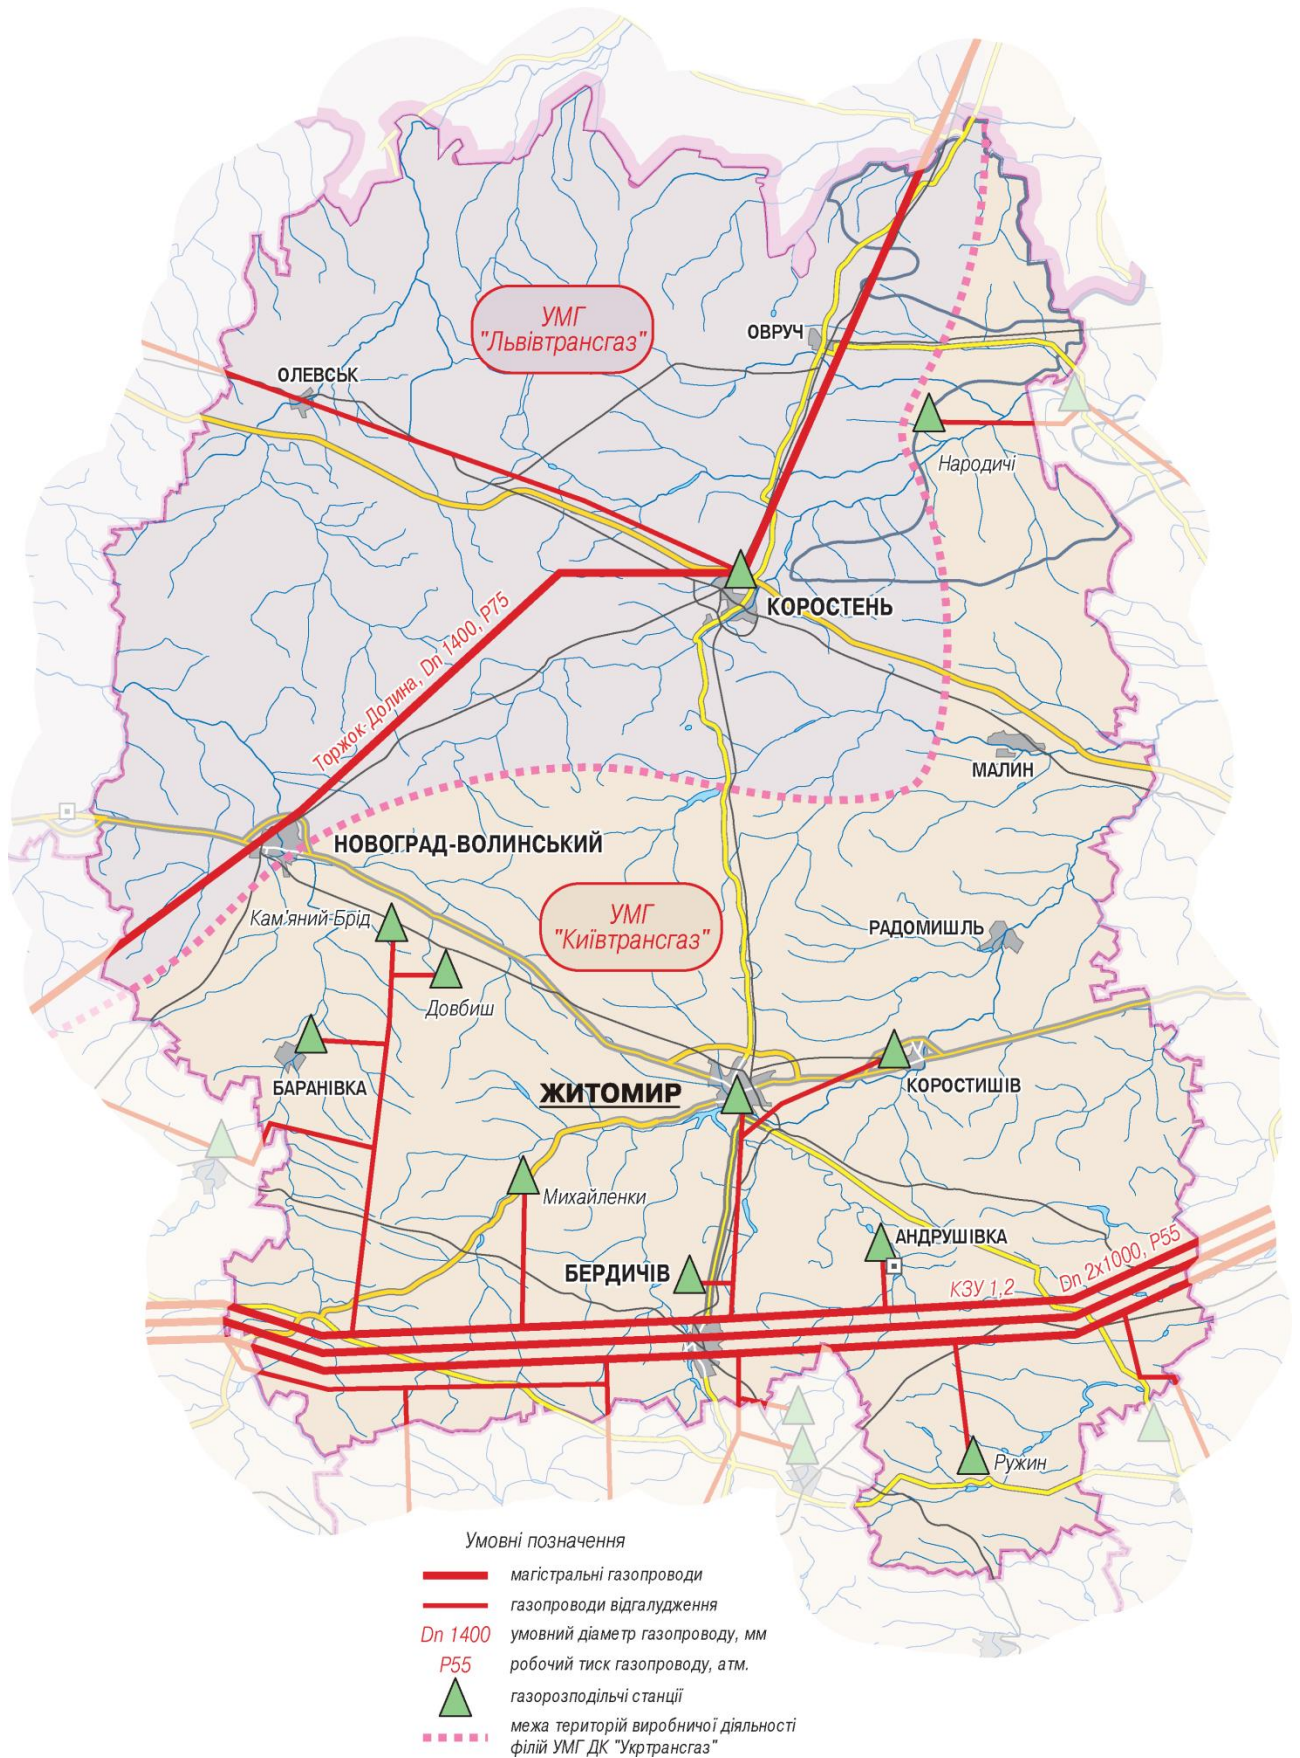 УМГ
"Львівтрансгаз"
ОВРУЧ
ОЛЕВСЬК
Народичі
КОРОСТЕНЬ
Торжок-Долина, Dn 1400, P75
МАЛИН
НОВОГРАД-ВОЛИНСЬКИЙ
УМГ
"Київтрансгаз"
Кам'яний Брід
РАДОМИШЛЬ
Довбиш
БАРАНІВКА
ЖИТОМИР
КОРОСТИШІВ
Михайленки
АНДРУШІВКА
БЕРДИЧІВ
КЗУ 1,2
Dn 2x1000, P55
Ружин
Умовні позначення
магістральні газопроводи
газопроводи відгалудження
Dn 1400 умовний діаметр газопроводу, мм
P55 робочий тиск газопроводу, атм.
газорозподільчі станції
межа територій виробничої діяльності
філій УМГ ДК "Укртрансгаз"